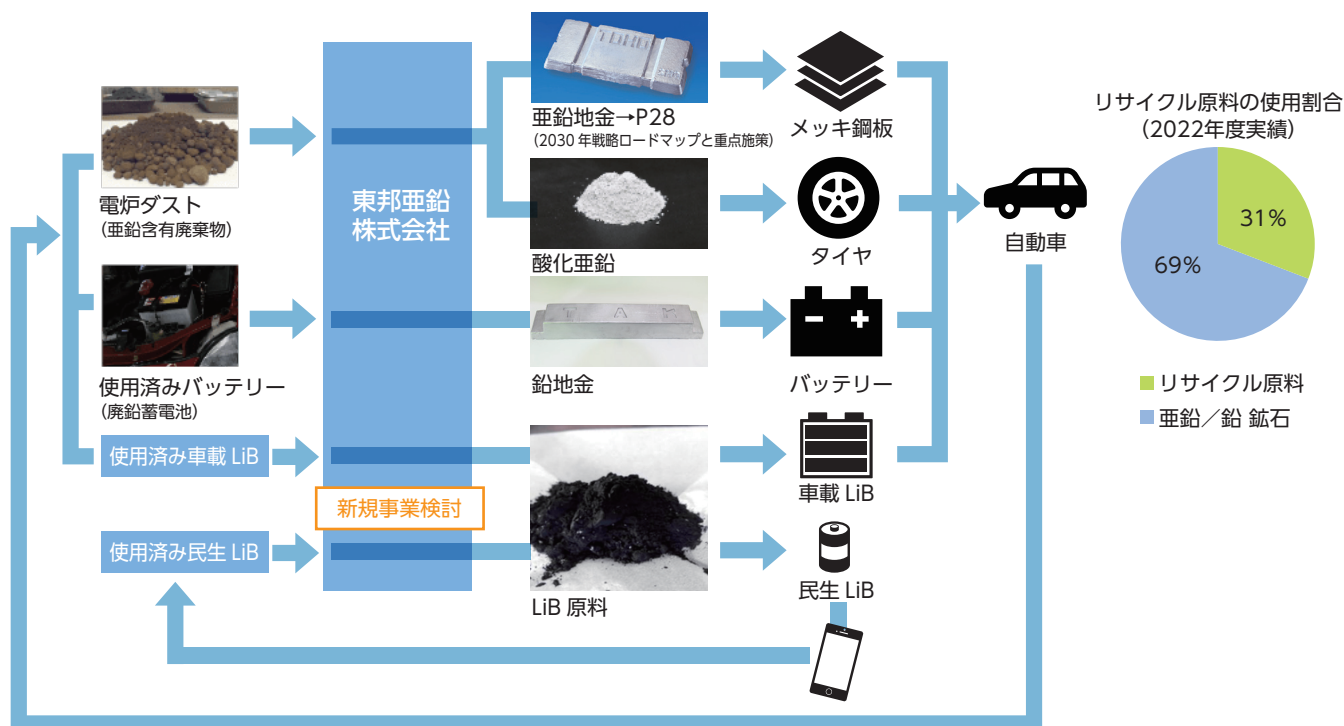 電炉ダスト
（亜鉛含有廃棄物）
使用済みバッテリー
（廃鉛蓄電池）
使用済み車載 LiB
使用済み民生 LiB
東邦亜鉛
株式会社
新規事業検討
亜鉛地金→P28
（2030 年戦略ロードマップと重点施策）
酸化亜鉛
T A K
鉛地金
LiB 原料
メッキ鋼板
タイヤ
バッテリー
車載 LiB
民生 LiB
自動車
リサイクル原料の使用割合
（2022年度実績）
31%
69%
リサイクル原料
亜鉛／鉛 鉱石